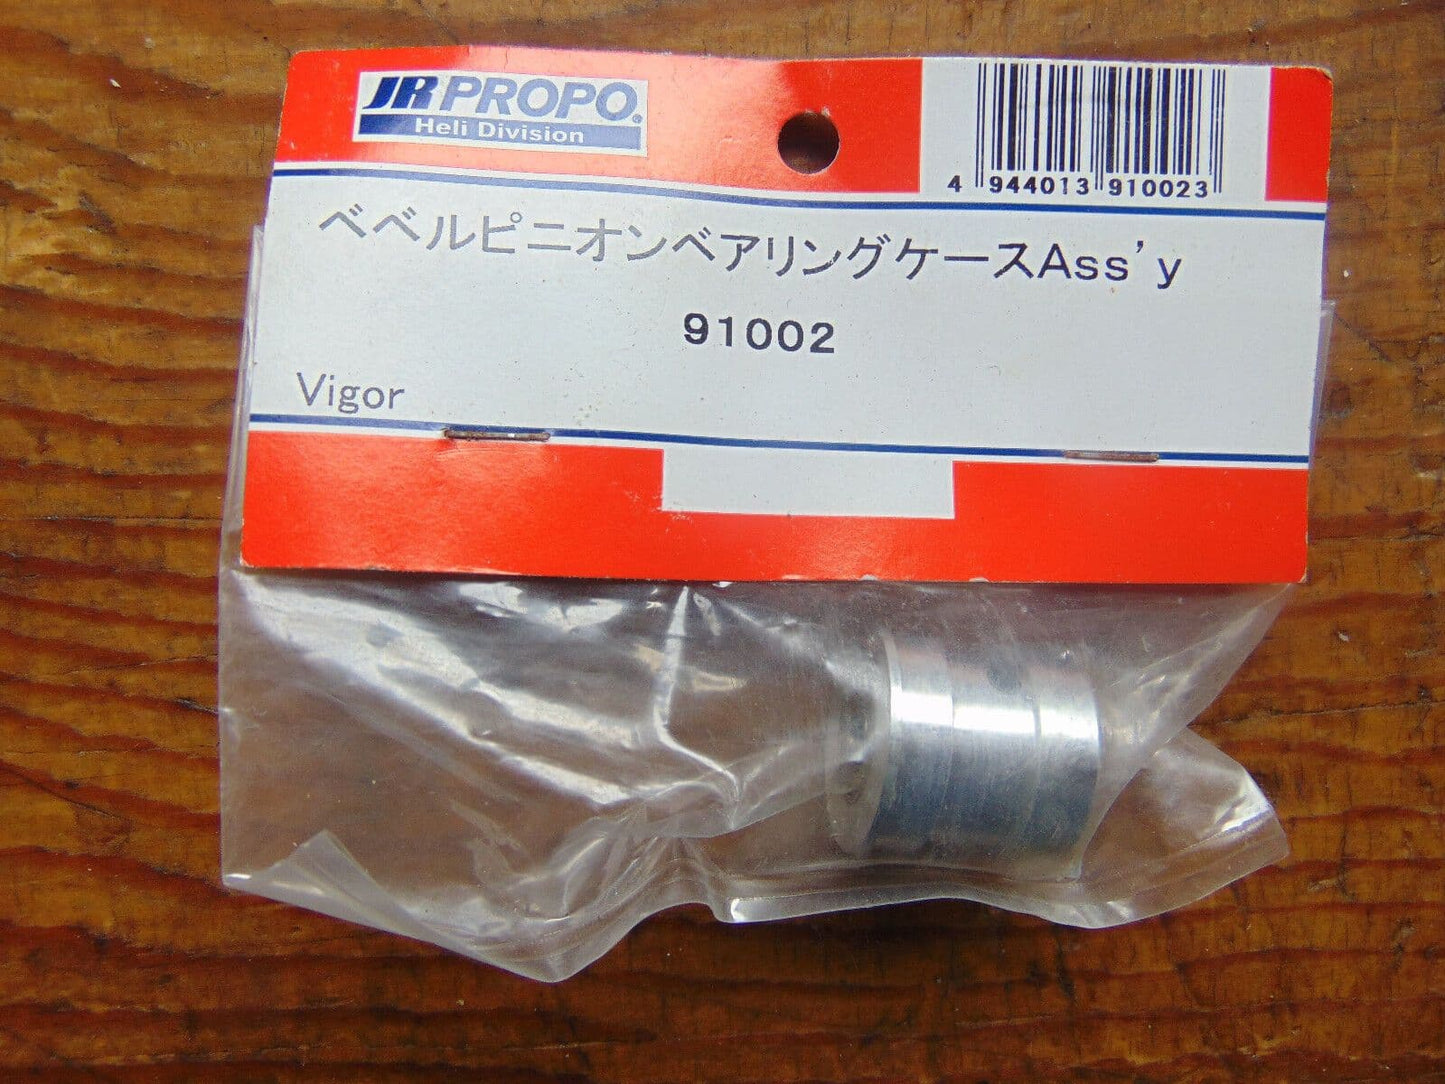 JR PROPO.
Heli Division
4 944013 910023
ベベルピニオンベアリングケースAss'y
91002
Vigor